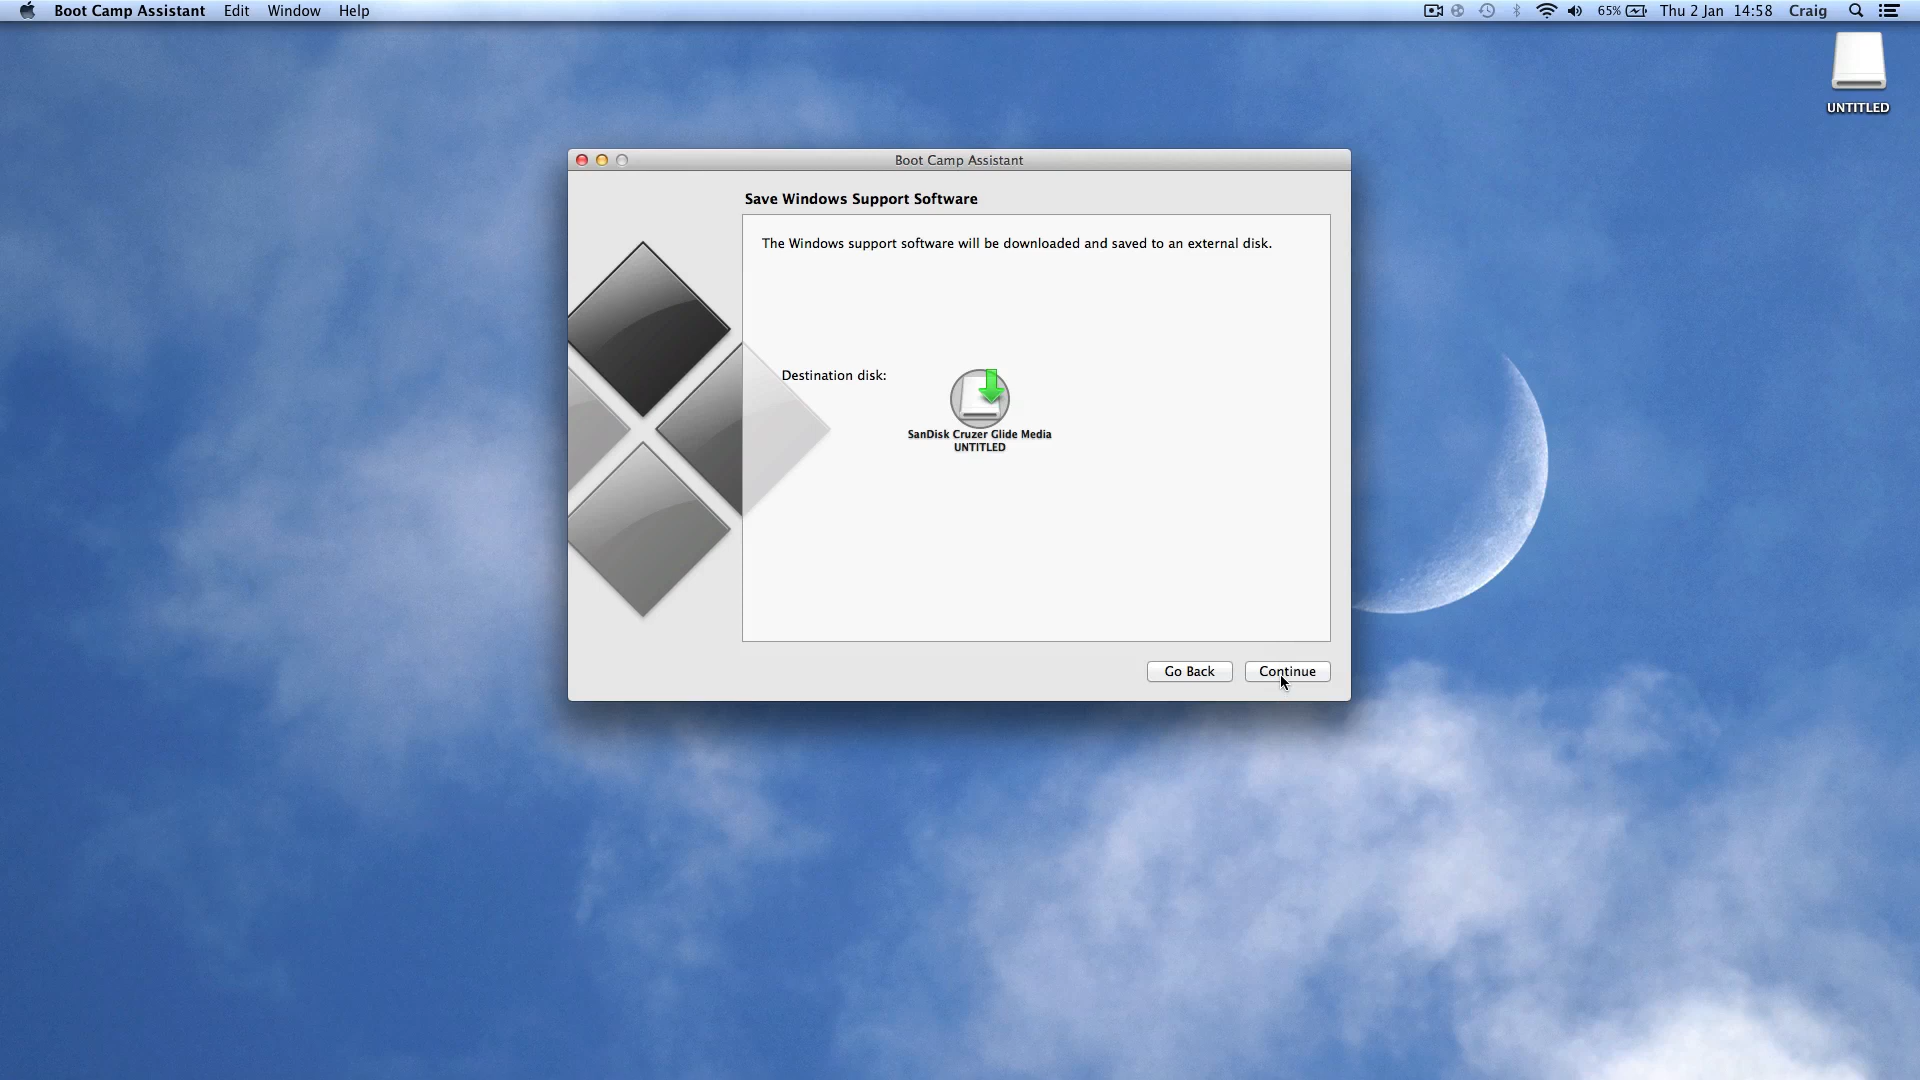 Boot Camp Assistant Edit Window Help 65% Thu 2 Jan 14:58 Craig
UNTITLED
Boot Camp Assistant
Save Windows Support Software
The Windows support software will be downloaded and saved to an external disk.
Destination disk:
SanDisk Cruzer Glide Media
UNTITLED
Go Back Continue